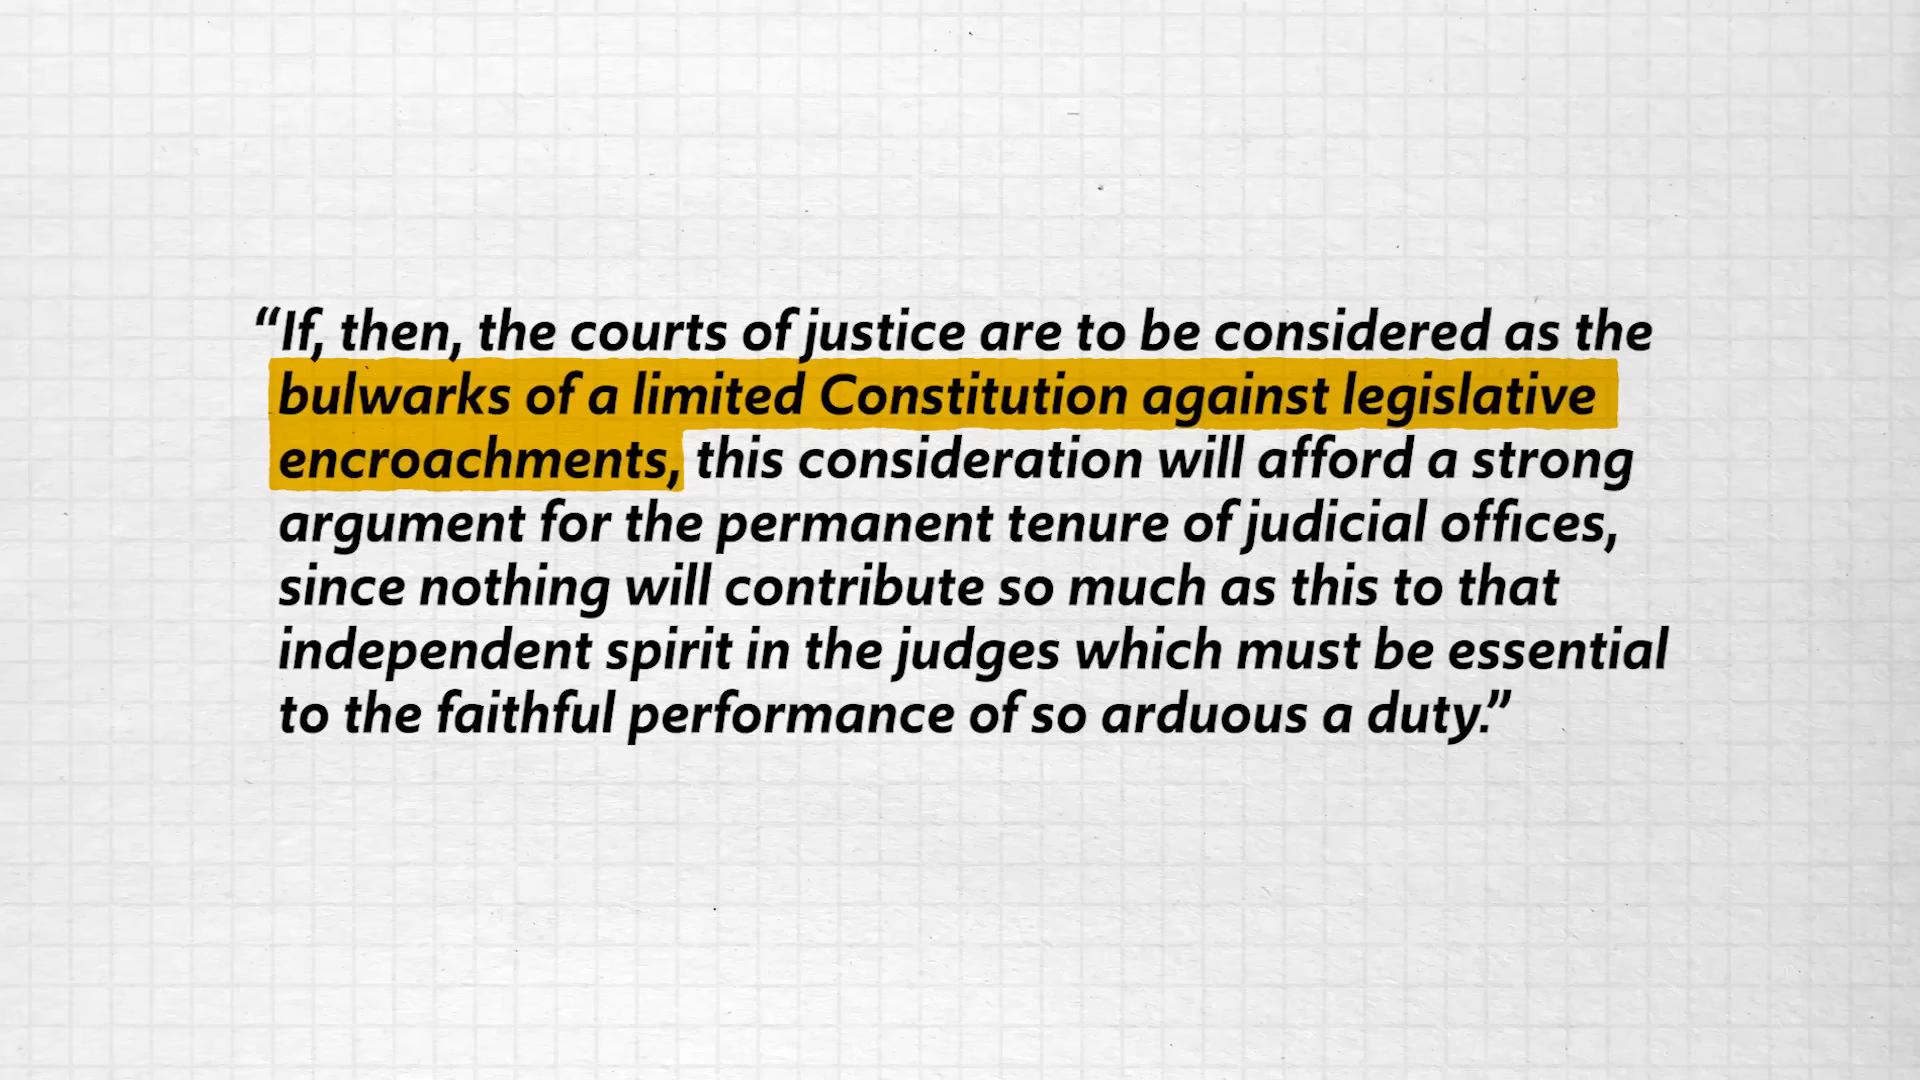 “If, then, the courts of justice are to be considered as the
bulwarks of a limited Constitution against legislative
encroachments, this consideration will afford a strong
argument for the permanent tenure of judicial offices,
since nothing will contribute so much as this to that
independent spirit in the judges which must be essential
to the faithful performance of so arduous a duty.”